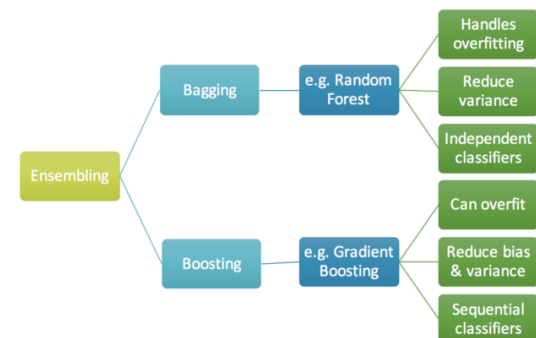 Ensembling
Bagging
e.g. Random
Forest
Handles
overfitting
Reduce
variance
Independent
classifiers
Boosting
e.g. Gradient
Boosting
Can overfit
Reduce bias
& variance
Sequential
classifiers